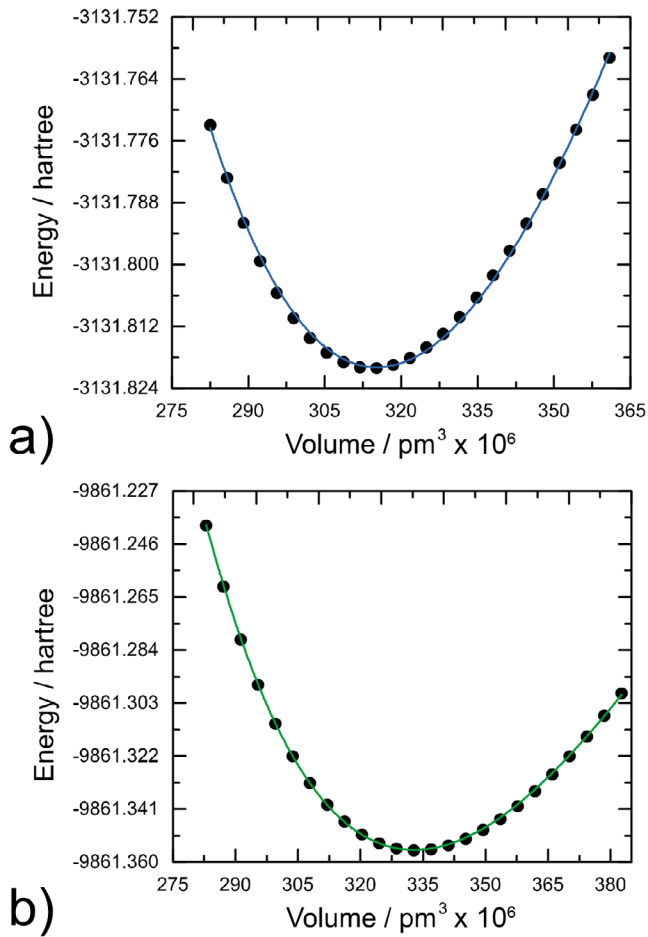 -3131.752
-3131.764
-3131.776
-3131.788
-3131.800
-3131.812
-3131.824
Energy / hartree
275 290 305 320 335 350 365
Volume / pm³ x 10⁶
a)
-9861.227
-9861.246
-9861.265
-9861.284
-9861.303
-9861.322
-9861.341
-9861.360
Energy / hartree
275 290 305 320 335 350 365 380
Volume / pm³ x 10⁶
b)